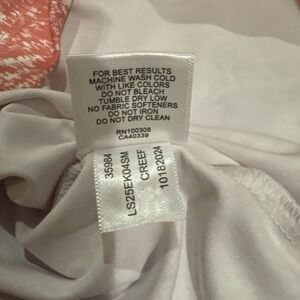 FOR BEST RESULTS
MACHINE WASH COLD
WITH LIKE COLORS
DO NOT BLEACH
TUMBLE DRY LOW
NO FABRIC SOFTENERS
DO NOT IRON
DO NOT DRY CLEAN
RN100308
CA40339
35984
LS25EK04SM
CREEF
10182024